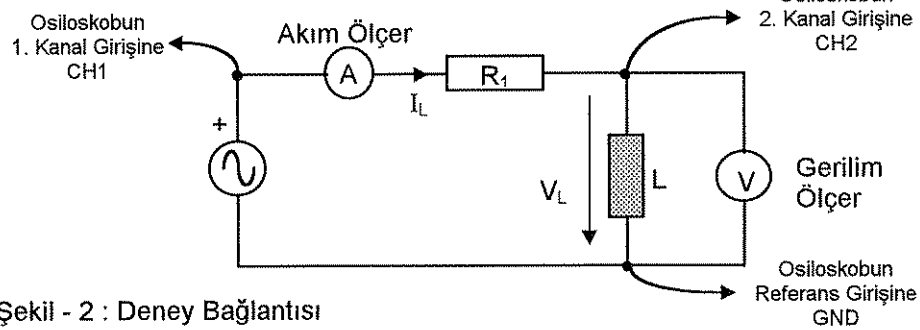 Osiloskobun
1. Kanal Girişine
CH1
Akım Ölçer
A
I_L
R₁
+
V_L
L
V
Gerilim
Ölçer
2. Kanal Girişine
CH2
Osiloskobun
Referans Girişine
GND
Şekil - 2 : Deney Bağlantısı